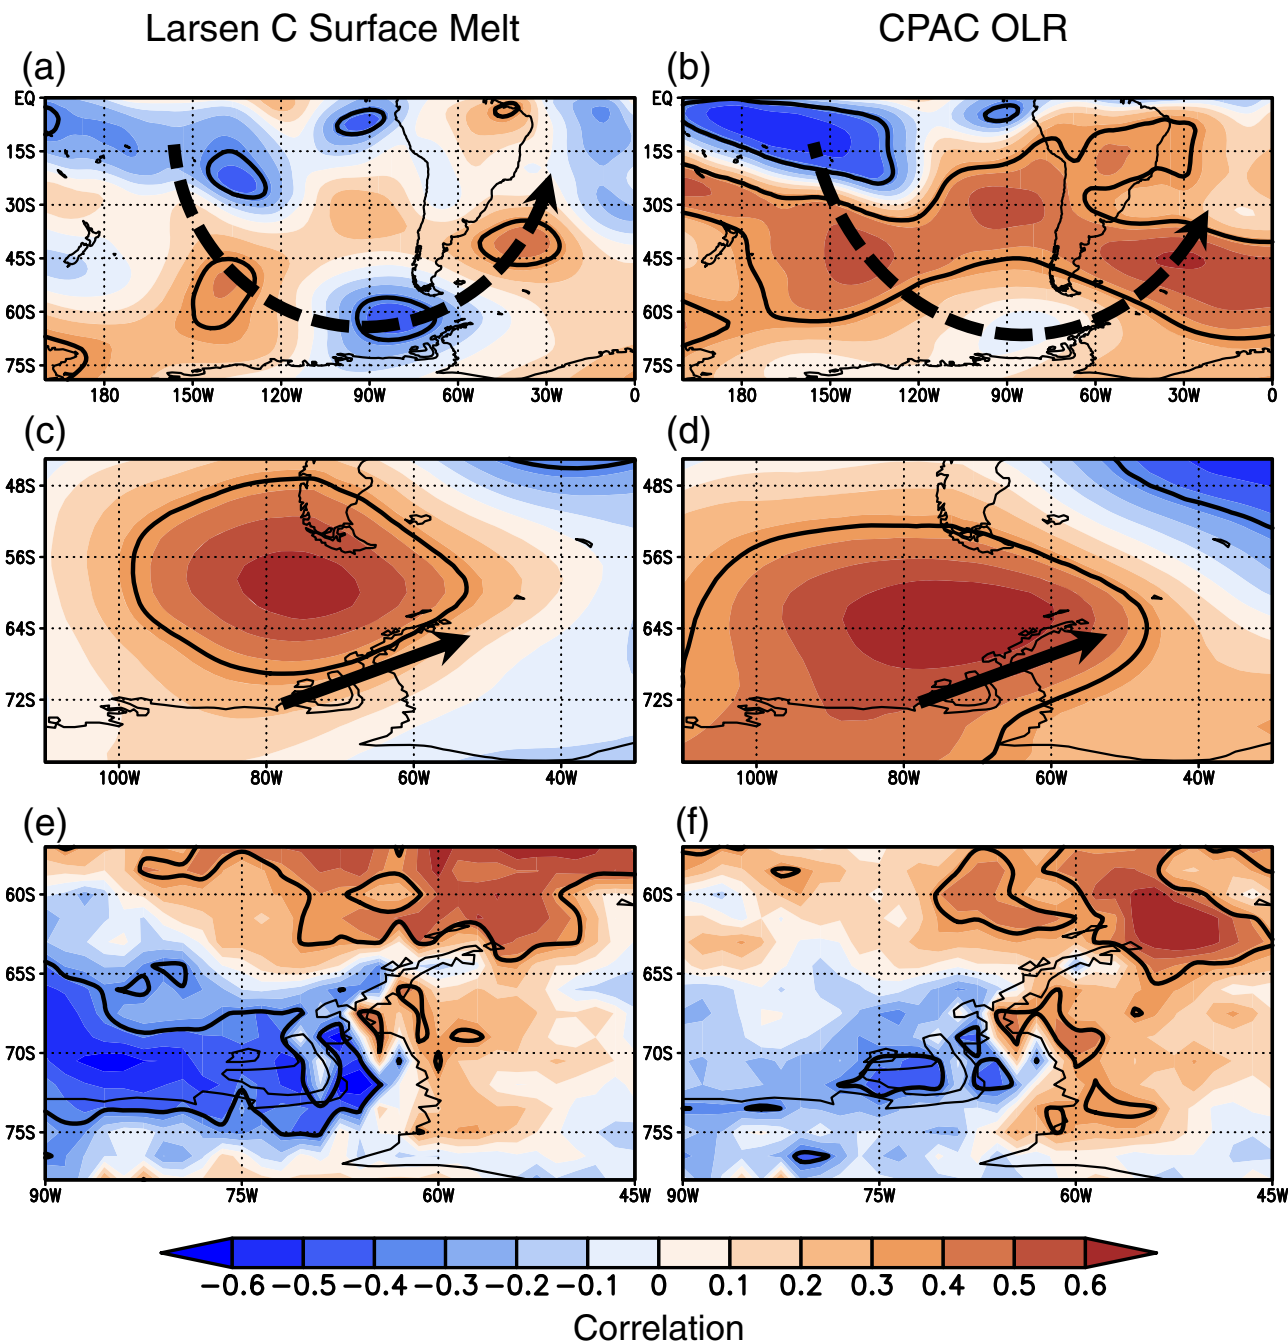 Larsen C Surface Melt CPAC OLR
(a) (b)
EQ EQ
15S 15S
30S 30S
45S 45S
60S 60S
75S 75S
180 150W 120W 90W 60W 30W 0 180 150W 120W 90W 60W 30W 0
(c) (d)
48S 48S
56S 56S
64S 64S
72S 72S
100W 80W 60W 40W 100W 80W 60W 40W
(e) (f)
60S 60S
65S 65S
70S 70S
75S 75S
90W 75W 60W 45W 90W 75W 60W 45W
−0.6 −0.5 −0.4 −0.3 −0.2 −0.1 0 0.1 0.2 0.3 0.4 0.5 0.6
Correlation